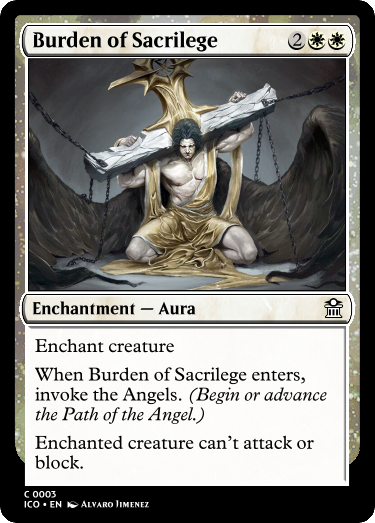 Burden of Sacrilege 2
Enchantment — Aura
Enchant creature
When Burden of Sacrilege enters,
invoke the Angels. (Begin or advance
the Path of the Angel.)
Enchanted creature can't attack or
block.
C 0003
ICO • EN Alvaro Jimenez